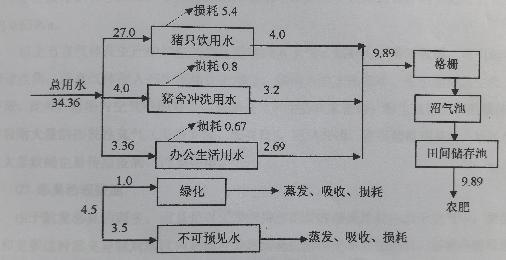 损耗 5.4
27.0 猪只饮用水 4.0
9.89 格栅
总用水 34.36
损耗 0.8
4.0 猪舍冲洗用水 3.2
沼气池
损耗 0.67
3.36 办公生活用水 2.69
田间储存池
9.89
农肥
4.5
1.0 绿化 蒸发、吸收、损耗
3.5 不可预见水 蒸发、吸收、损耗